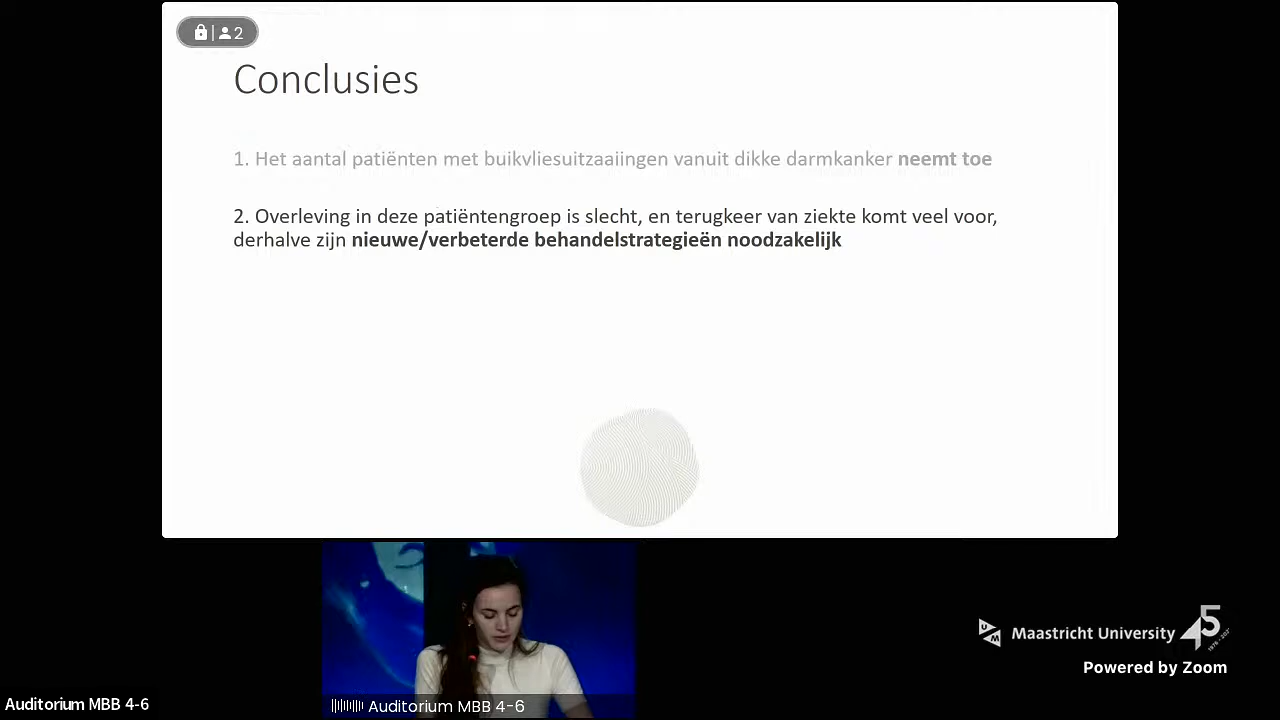 2
Conclusies
1. Het aantal patiënten met buikvliesuitzaaiingen vanuit dikke darmkanker neemt toe
2. Overleving in deze patiëntengroep is slecht, en terugkeer van ziekte komt veel voor,
derhalve zijn nieuwe/verbeterde behandelstrategieën noodzakelijk
UM Maastricht University 45
Powered by Zoom
Auditorium MBB 4-6
Auditorium MBB 4-6